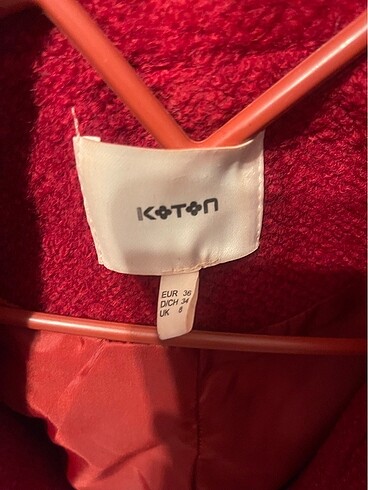 KOTON
EUR 36
D/CH 34
UK 8